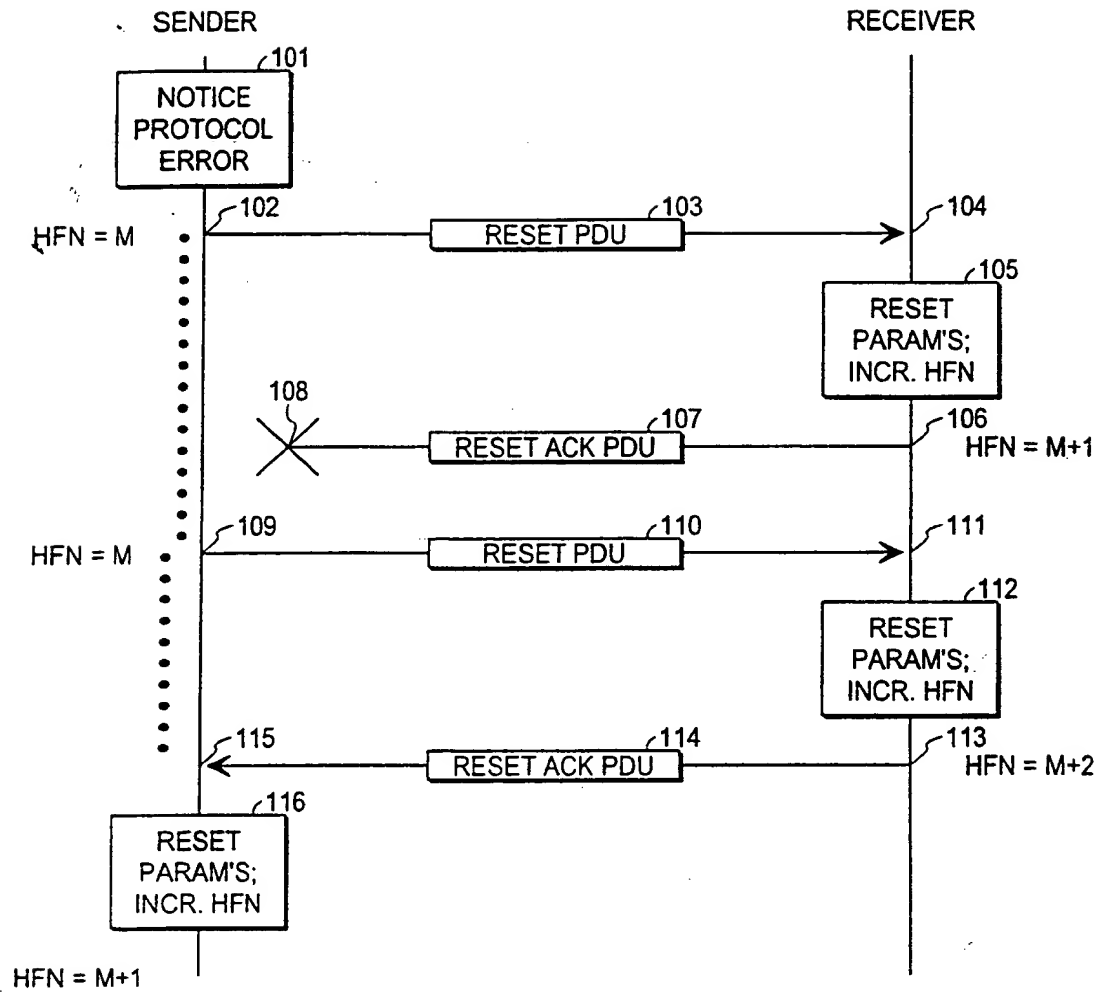 SENDER
RECEIVER
101
NOTICE
PROTOCOL
ERROR
102
103
104
HFN = M
RESET PDU
105
RESET
PARAM'S;
INCR. HFN
108
107
106
RESET ACK PDU
HFN = M+1
109
110
111
HFN = M
RESET PDU
112
RESET
PARAM'S;
INCR. HFN
115
114
113
RESET ACK PDU
HFN = M+2
116
RESET
PARAM'S;
INCR. HFN
HFN = M+1